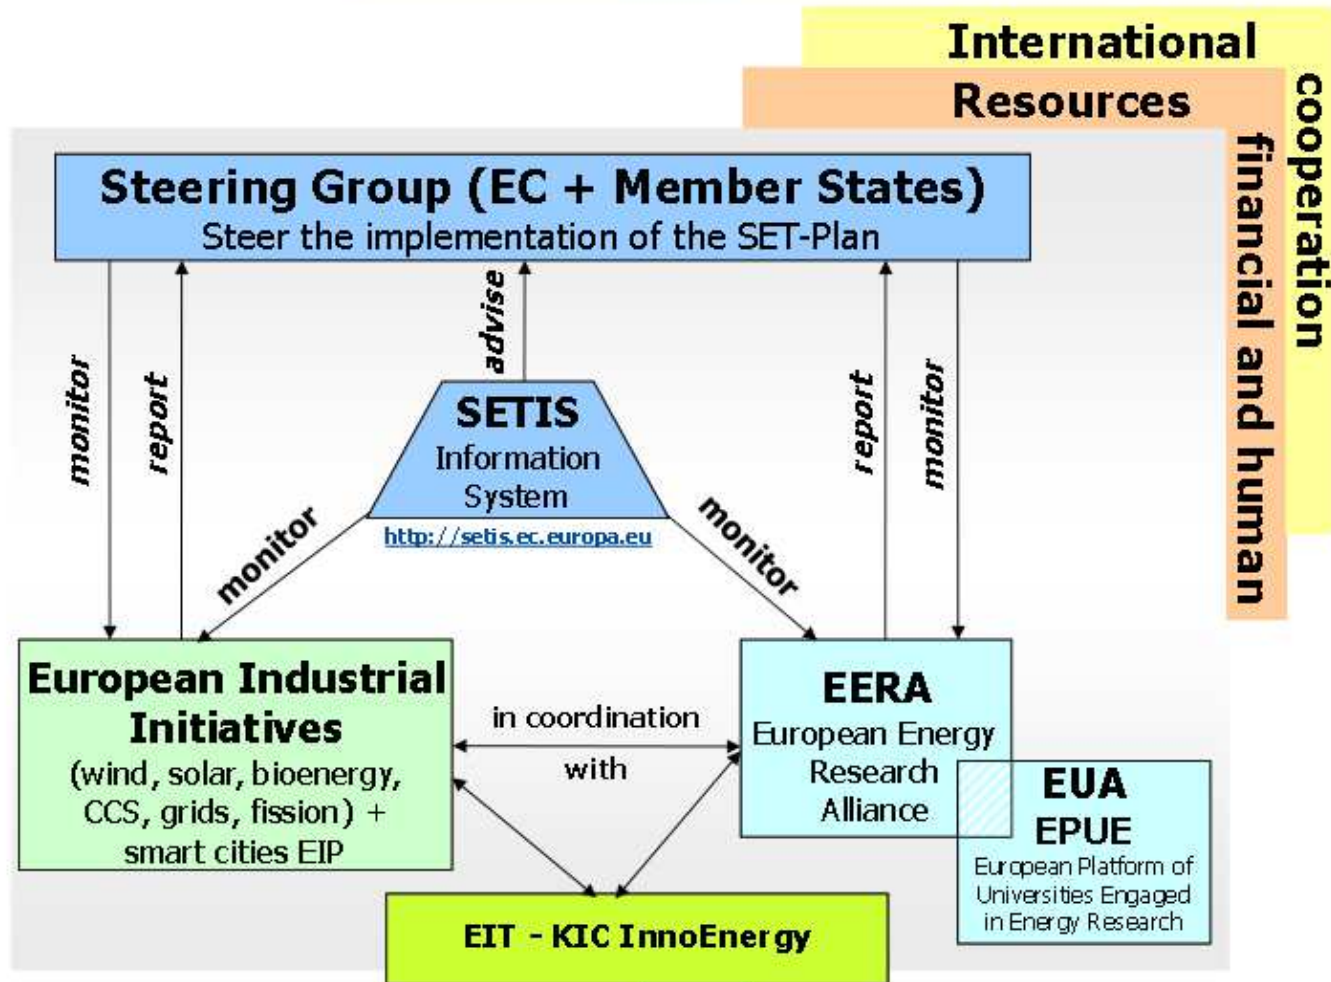 International
cooperation
Resources
financial and human
Steering Group (EC + Member States)
Steer the implementation of the SET-Plan
monitor
report
advise
report
monitor
SETIS
Information
System
http://setis.ec.europa.eu
monitor
monitor
European Industrial
Initiatives
(wind, solar, bioenergy,
CCS, grids, fission) +
smart cities EIP
in coordination
with
EERA
European Energy
Research
Alliance
EUA
EPUE
European Platform of
Universities Engaged
in Energy Research
EIT - KIC InnoEnergy